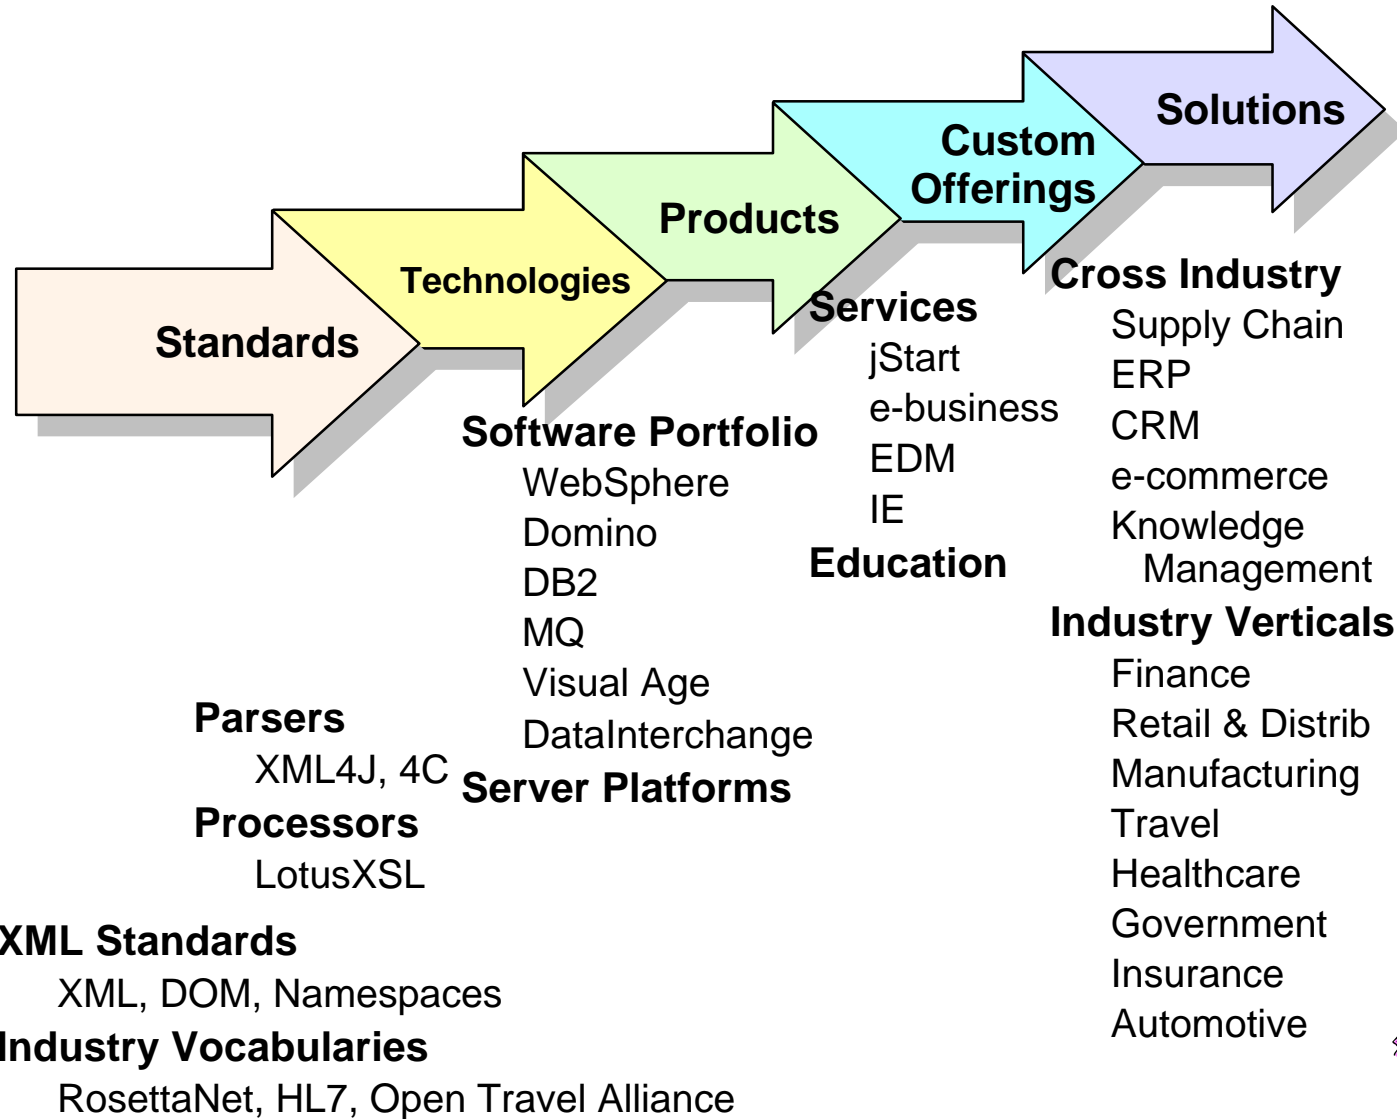 Solutions
Custom
Offerings
Products
Technologies
Standards
Cross Industry
Supply Chain
ERP
CRM
e-commerce
Knowledge
Management
Industry Verticals
Finance
Retail & Distrib
Manufacturing
Travel
Healthcare
Government
Insurance
Automotive
Services
jStart
e-business
EDM
IE
Education
Software Portfolio
WebSphere
Domino
DB2
MQ
Visual Age
DataInterchange
Server Platforms
Parsers
XML4J, 4C
Processors
LotusXSL
XML Standards
XML, DOM, Namespaces
Industry Vocabularies
RosettaNet, HL7, Open Travel Alliance